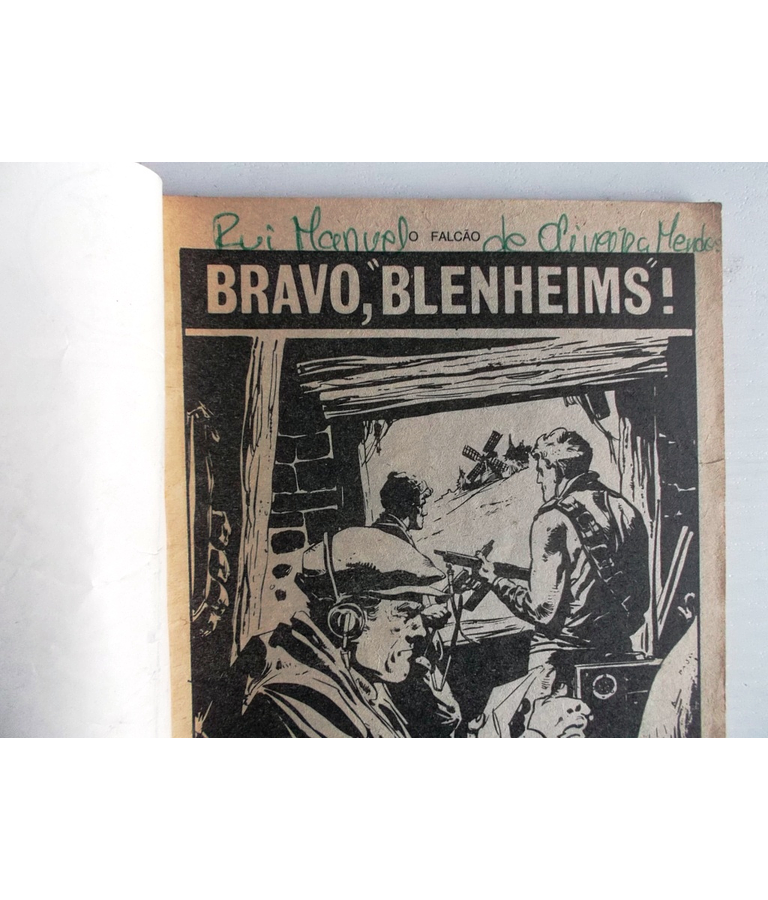 Rui Manuel O FALCÃO de Oliveira Mendes
BRAVO, "BLENHEIMS"!